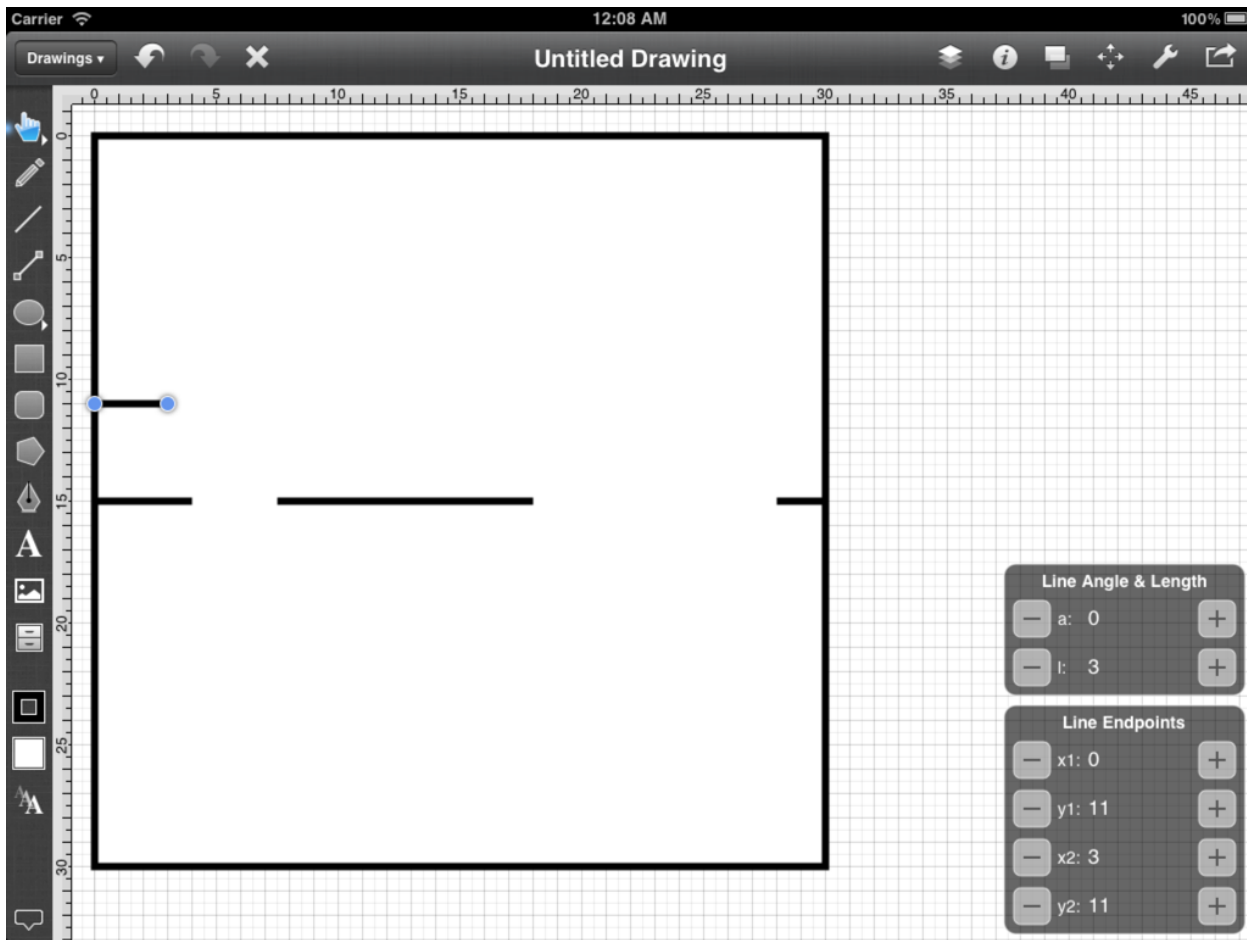 Carrier 12:08 AM 100%
Drawings ▾ Untitled Drawing
0 5 10 15 20 25 30 35 40 45
0
5
10
15
20
25
30
A
AAA
Line Angle & Length
a: 0
l: 3
Line Endpoints
x1: 0
y1: 11
x2: 3
y2: 11